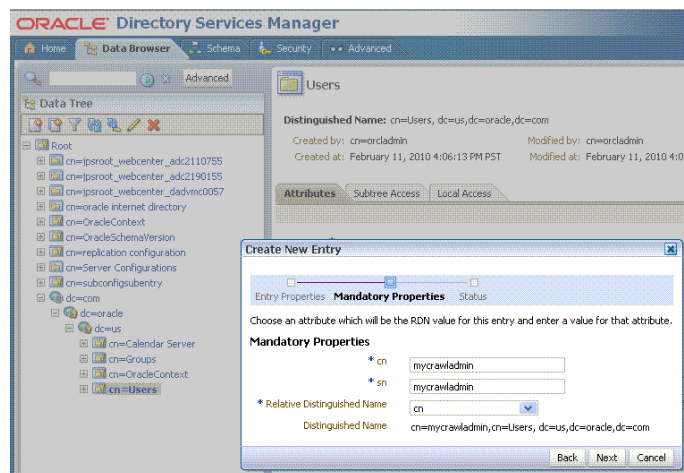 ORACLE Directory Services Manager
Home Data Browser Schema Security Advanced
Advanced
Data Tree
Root
cn=jpsroot_webcenter_adc2110755
cn=jpsroot_webcenter_adc2190155
cn=jpsroot_webcenter_dadvmc0057
cn=oracle internet directory
cn=OracleContext
cn=OracleSchemaVersion
cn=replication configuration
cn=Server Configurations
cn=subconfigsubentry
dc=com
dc=oracle
dc=us
cn=Calendar Server
cn=Groups
cn=OracleContext
cn=Users
Users
Distinguished Name: cn=Users, dc=us,dc=oracle,dc=com
Created by: cn=orcladmin Modified by: cn=orcladmin
Created at: February 11, 2010 4:06:13 PM PST Modified at: February 11, 2010 4:0
Attributes Subtree Access Local Access
Create New Entry
Entry Properties Mandatory Properties Status
Choose an attribute which will be the RDN value for this entry and enter a value for that attribute.
Mandatory Properties
* cn mycrawladmin
* sn mycrawladmin
* Relative Distinguished Name cn
Distinguished Name cn=mycrawladmin,cn=Users, dc=us,dc=oracle,dc=com
Back Next Cancel